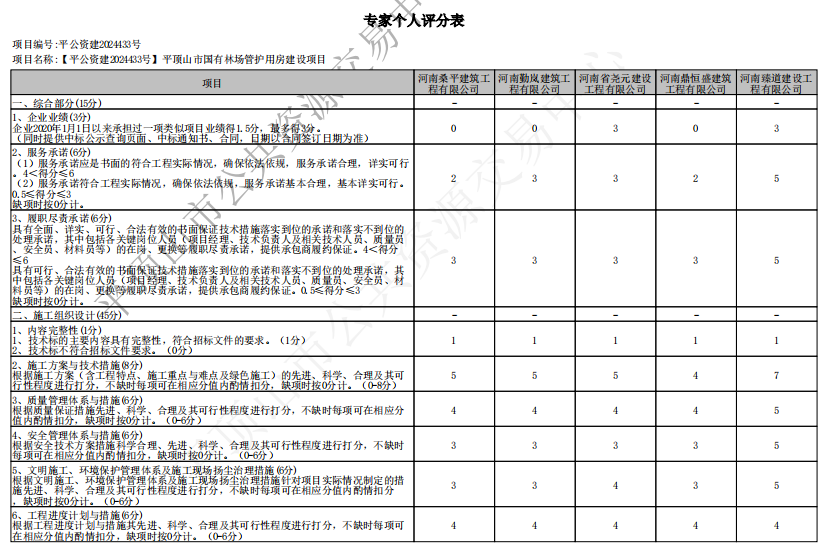 专家个人评分表
项目编号:平公资建2024433号
项目名称:【平公资建2024433号】平顶山市国有林场管护用房建设项目
项目
河南桑平建筑工程有限公司
河南勤岚建筑工程有限公司
河南省尧元建设工程有限公司
河南鼎恒盛建筑工程有限公司
河南臻道建设工程有限公司
一、综合部分(15分) — — — — —
1、企业业绩(3分)
企业2020年1月1日以来承担过一项类似项目业绩得1.5分，最多得3分。
(同时提供中标公示查询页面、中标通知书、合同，日期以合同签订日期为准)
0 0 3 0 3
2、服务承诺(6分)
（1）服务承诺应是书面的符合工程实际情况，确保依法依规，服务承诺合理，详实可行
。4<得分≤6
（2）服务承诺符合工程实际情况，确保依法依规，服务承诺基本合理，基本详实可行。
0.5≤得分≤3
缺项时按0分计。
2 3 3 2 5
3、履职尽责承诺(6分)
具有全面、详实、可行、合法有效的书面保证技术措施落实到位的承诺和落实不到位的
处理承诺，其中包括各关键岗位人员（项目经理、技术负责人及相关技术人员、质量员
、安全员、材料员等）的在岗、更换等履职尽责承诺，提供承包商履约保证。4<得分
≤6
具有可行、合法有效的书面保证技术措施落实到位的承诺和落实不到位的处理承诺，其
中包括各关键岗位人员（项目经理、技术负责人及相关技术人员、质量员、安全员、材
料员等）的在岗、更换等履职尽责承诺，提供承包商履约保证。0.5≤得分≤3
缺项时按0分计。
3 3 3 3 5
二、施工组织设计(45分) — — — — —
1、内容完整性(1分)
1、技术标的主要内容具有完整性，符合招标文件的要求。（1分）
2、技术标不符合招标文件要求。（0分）
1 1 1 1 1
2、施工方案与技术措施(8分)
根据施工方案（含工程特点、施工重点与难点及绿色施工）的先进、科学、合理及其可
行性程度进行打分，不缺时每项可在相应分值内酌情扣分，缺项时按0分计。（0-8分）
5 5 5 4 7
3、质量管理体系与措施(6分)
根据质量保证措施先进、科学、合理及其可行性程度进行打分，不缺时每项可在相应分
值内酌情扣分，缺项时按0分计。（0-6分）
4 4 4 4 5
4、安全管理体系与措施(6分)
根据安全技术方案措施科学合理、先进、科学、合理及其可行性程度进行打分，不缺时
每项可在相应分值内酌情扣分，缺项时按0分计。（0-6分）
3 3 3 3 5
5、文明施工、环境保护管理体系及施工现场扬尘治理措施(6分)
根据文明施工、环境保护管理体系及施工现场扬尘治理措施针对项目实际情况制定的措
施先进、科学、合理及其可行性程度进行打分，不缺时每项可在相应分值内酌情扣分
，缺项时按0分计。（0-6分）
3 3 4 3 5
6、工程进度计划与措施(6分)
根据工程进度计划与措施其先进、科学、合理及其可行性程度进行打分，不缺时每项可
在相应分值内酌情扣分，缺项时按0分计。（0-6分）
4 4 4 4 4
平顶山市公共资源交易中心